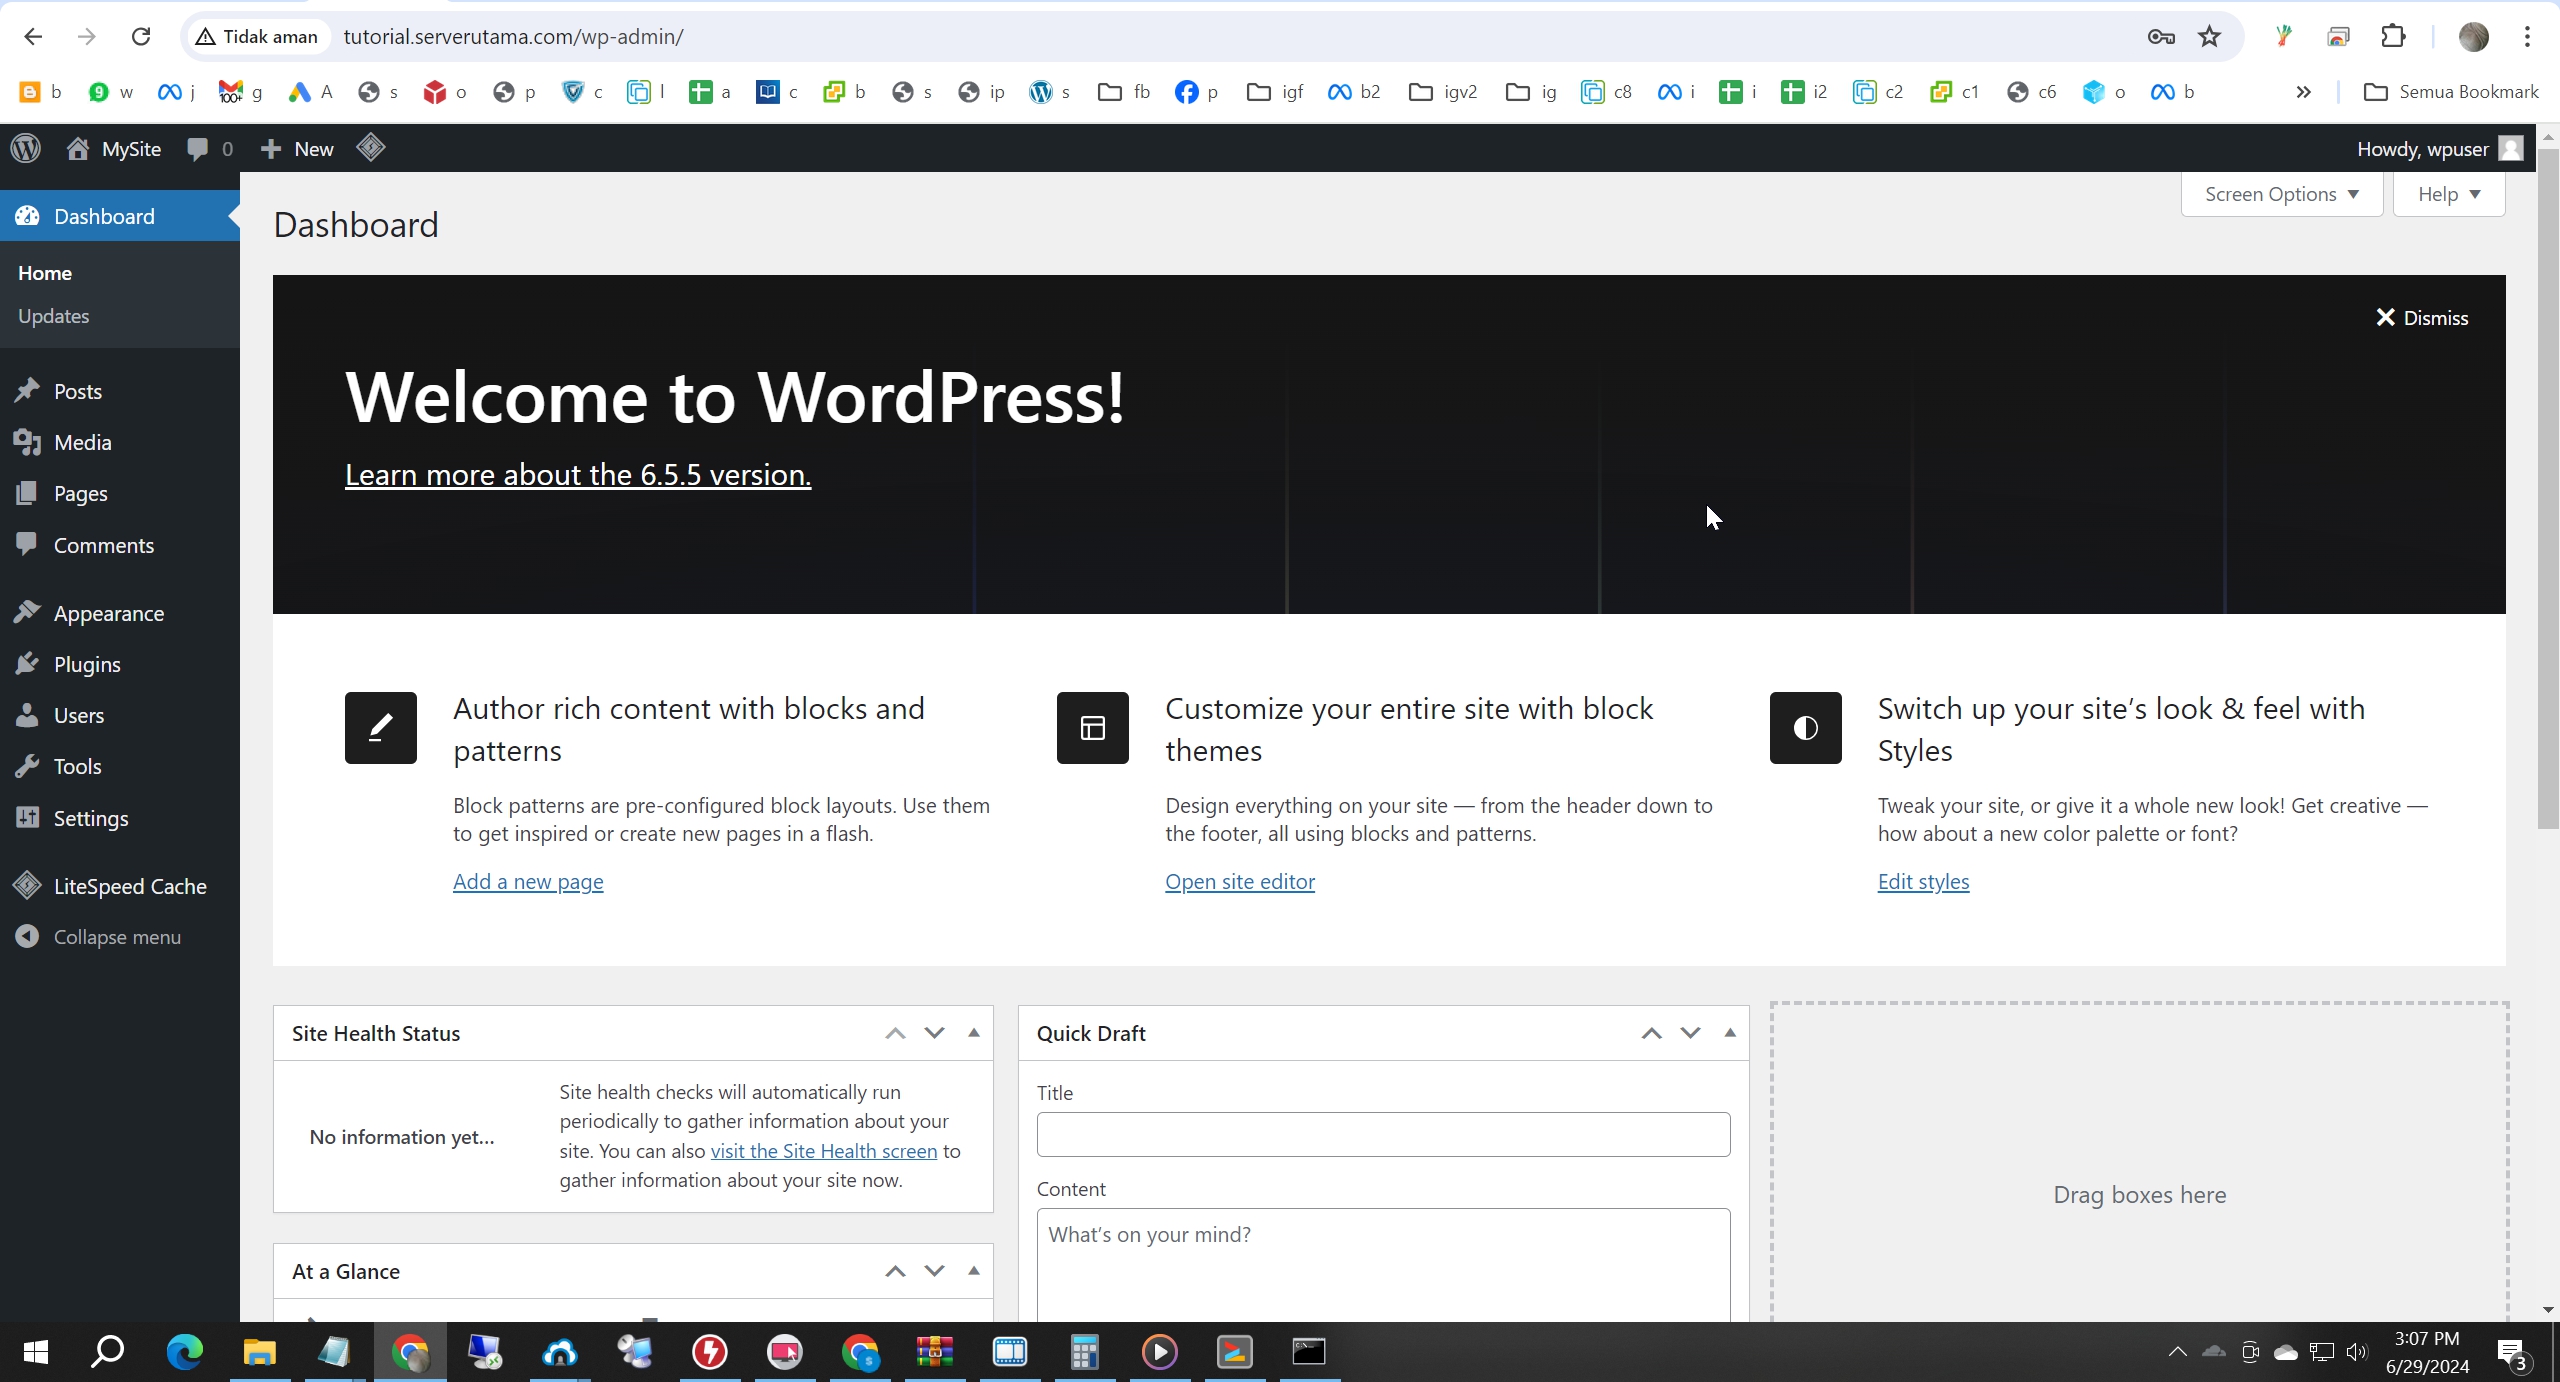 Tidak aman
tutorial.serverutama.com/wp-admin/
b w j g A s o p c l a c b s ip s fb p igf b2 igv2 ig c8 i i i2 c2 c1 c6 o b
Semua Bookmark
MySite 0 New
Howdy, wpuser
Dashboard
Home
Updates
Posts
Media
Pages
Comments
Appearance
Plugins
Users
Tools
Settings
LiteSpeed Cache
Collapse menu
Screen Options
Help
Dashboard
Dismiss
Welcome to WordPress!
Learn more about the 6.5.5 version.
Author rich content with blocks and
patterns
Block patterns are pre-configured block layouts. Use them
to get inspired or create new pages in a flash.
Add a new page
Customize your entire site with block
themes
Design everything on your site — from the header down to
the footer, all using blocks and patterns.
Open site editor
Switch up your site’s look & feel with
Styles
Tweak your site, or give it a whole new look! Get creative —
how about a new color palette or font?
Edit styles
Site Health Status
No information yet…
Site health checks will automatically run
periodically to gather information about your
site. You can also visit the Site Health screen to
gather information about your site now.
At a Glance
Quick Draft
Title
Content
What’s on your mind?
Drag boxes here
3:07 PM
6/29/2024
3